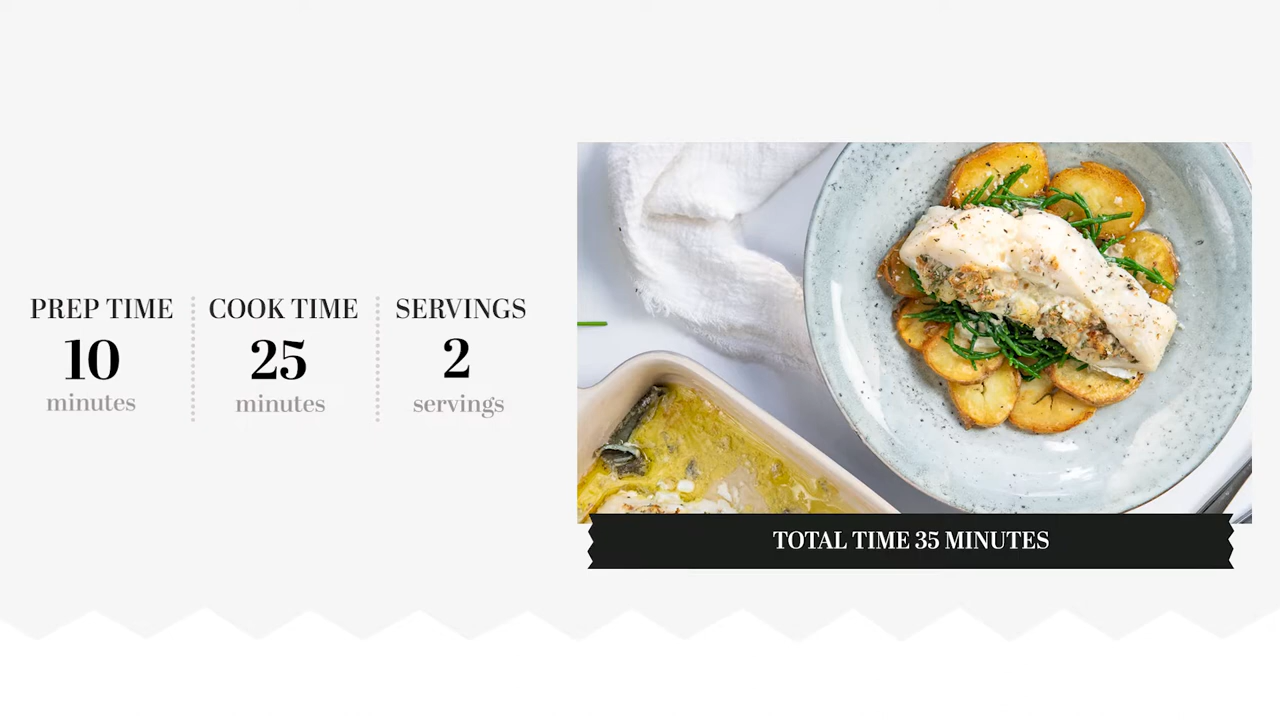 PREP TIME
10
minutes
COOK TIME
25
minutes
SERVINGS
2
servings
TOTAL TIME 35 MINUTES